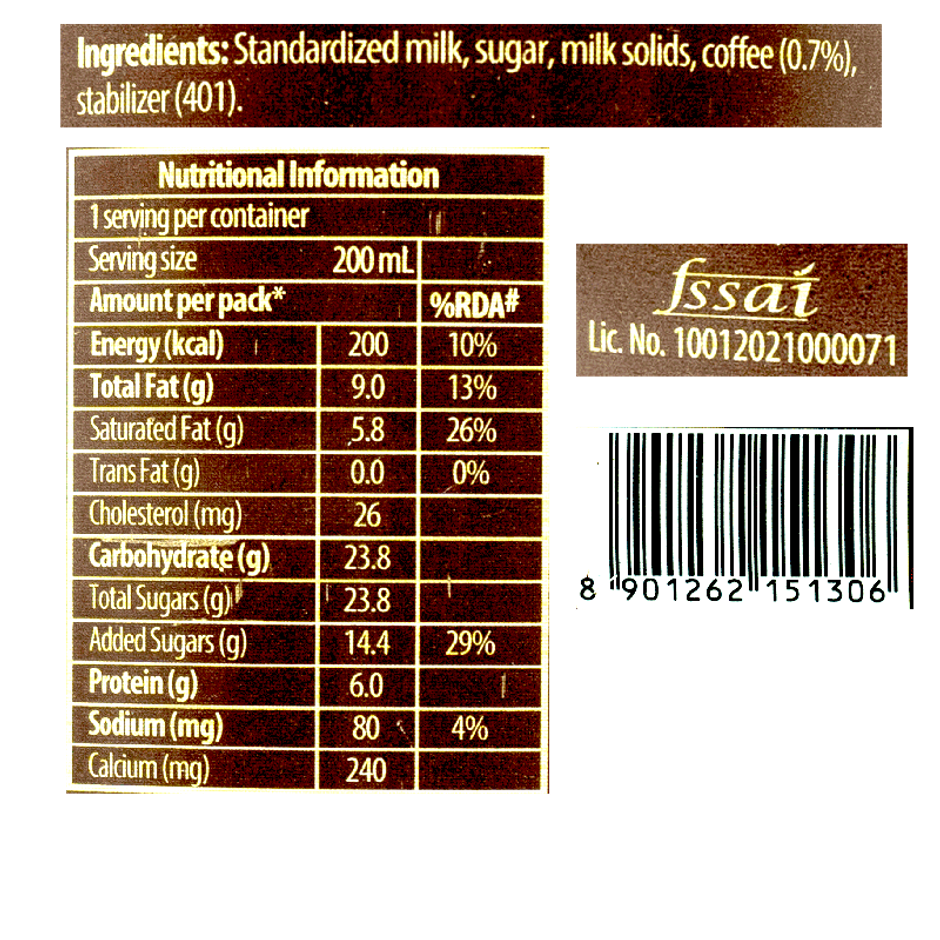 Ingredients: Standardized milk, sugar, milk solids, coffee (0.7%),
stabilizer (401).
Nutritional Information
1 serving per container
Serving size 200 mL
Amount per pack* %RDA#
Energy (kcal) 200 10%
Total Fat (g) 9.0 13%
Saturated Fat (g) 5.8 26%
Trans Fat (g) 0.0 0%
Cholesterol (mg) 26
Carbohydrate (g) 23.8
Total Sugars (g) 23.8
Added Sugars (g) 14.4 29%
Protein (g) 6.0
Sodium (mg) 80 4%
Calcium (mg) 240
fssai
Lic. No. 10012021000071
8 901262 151306